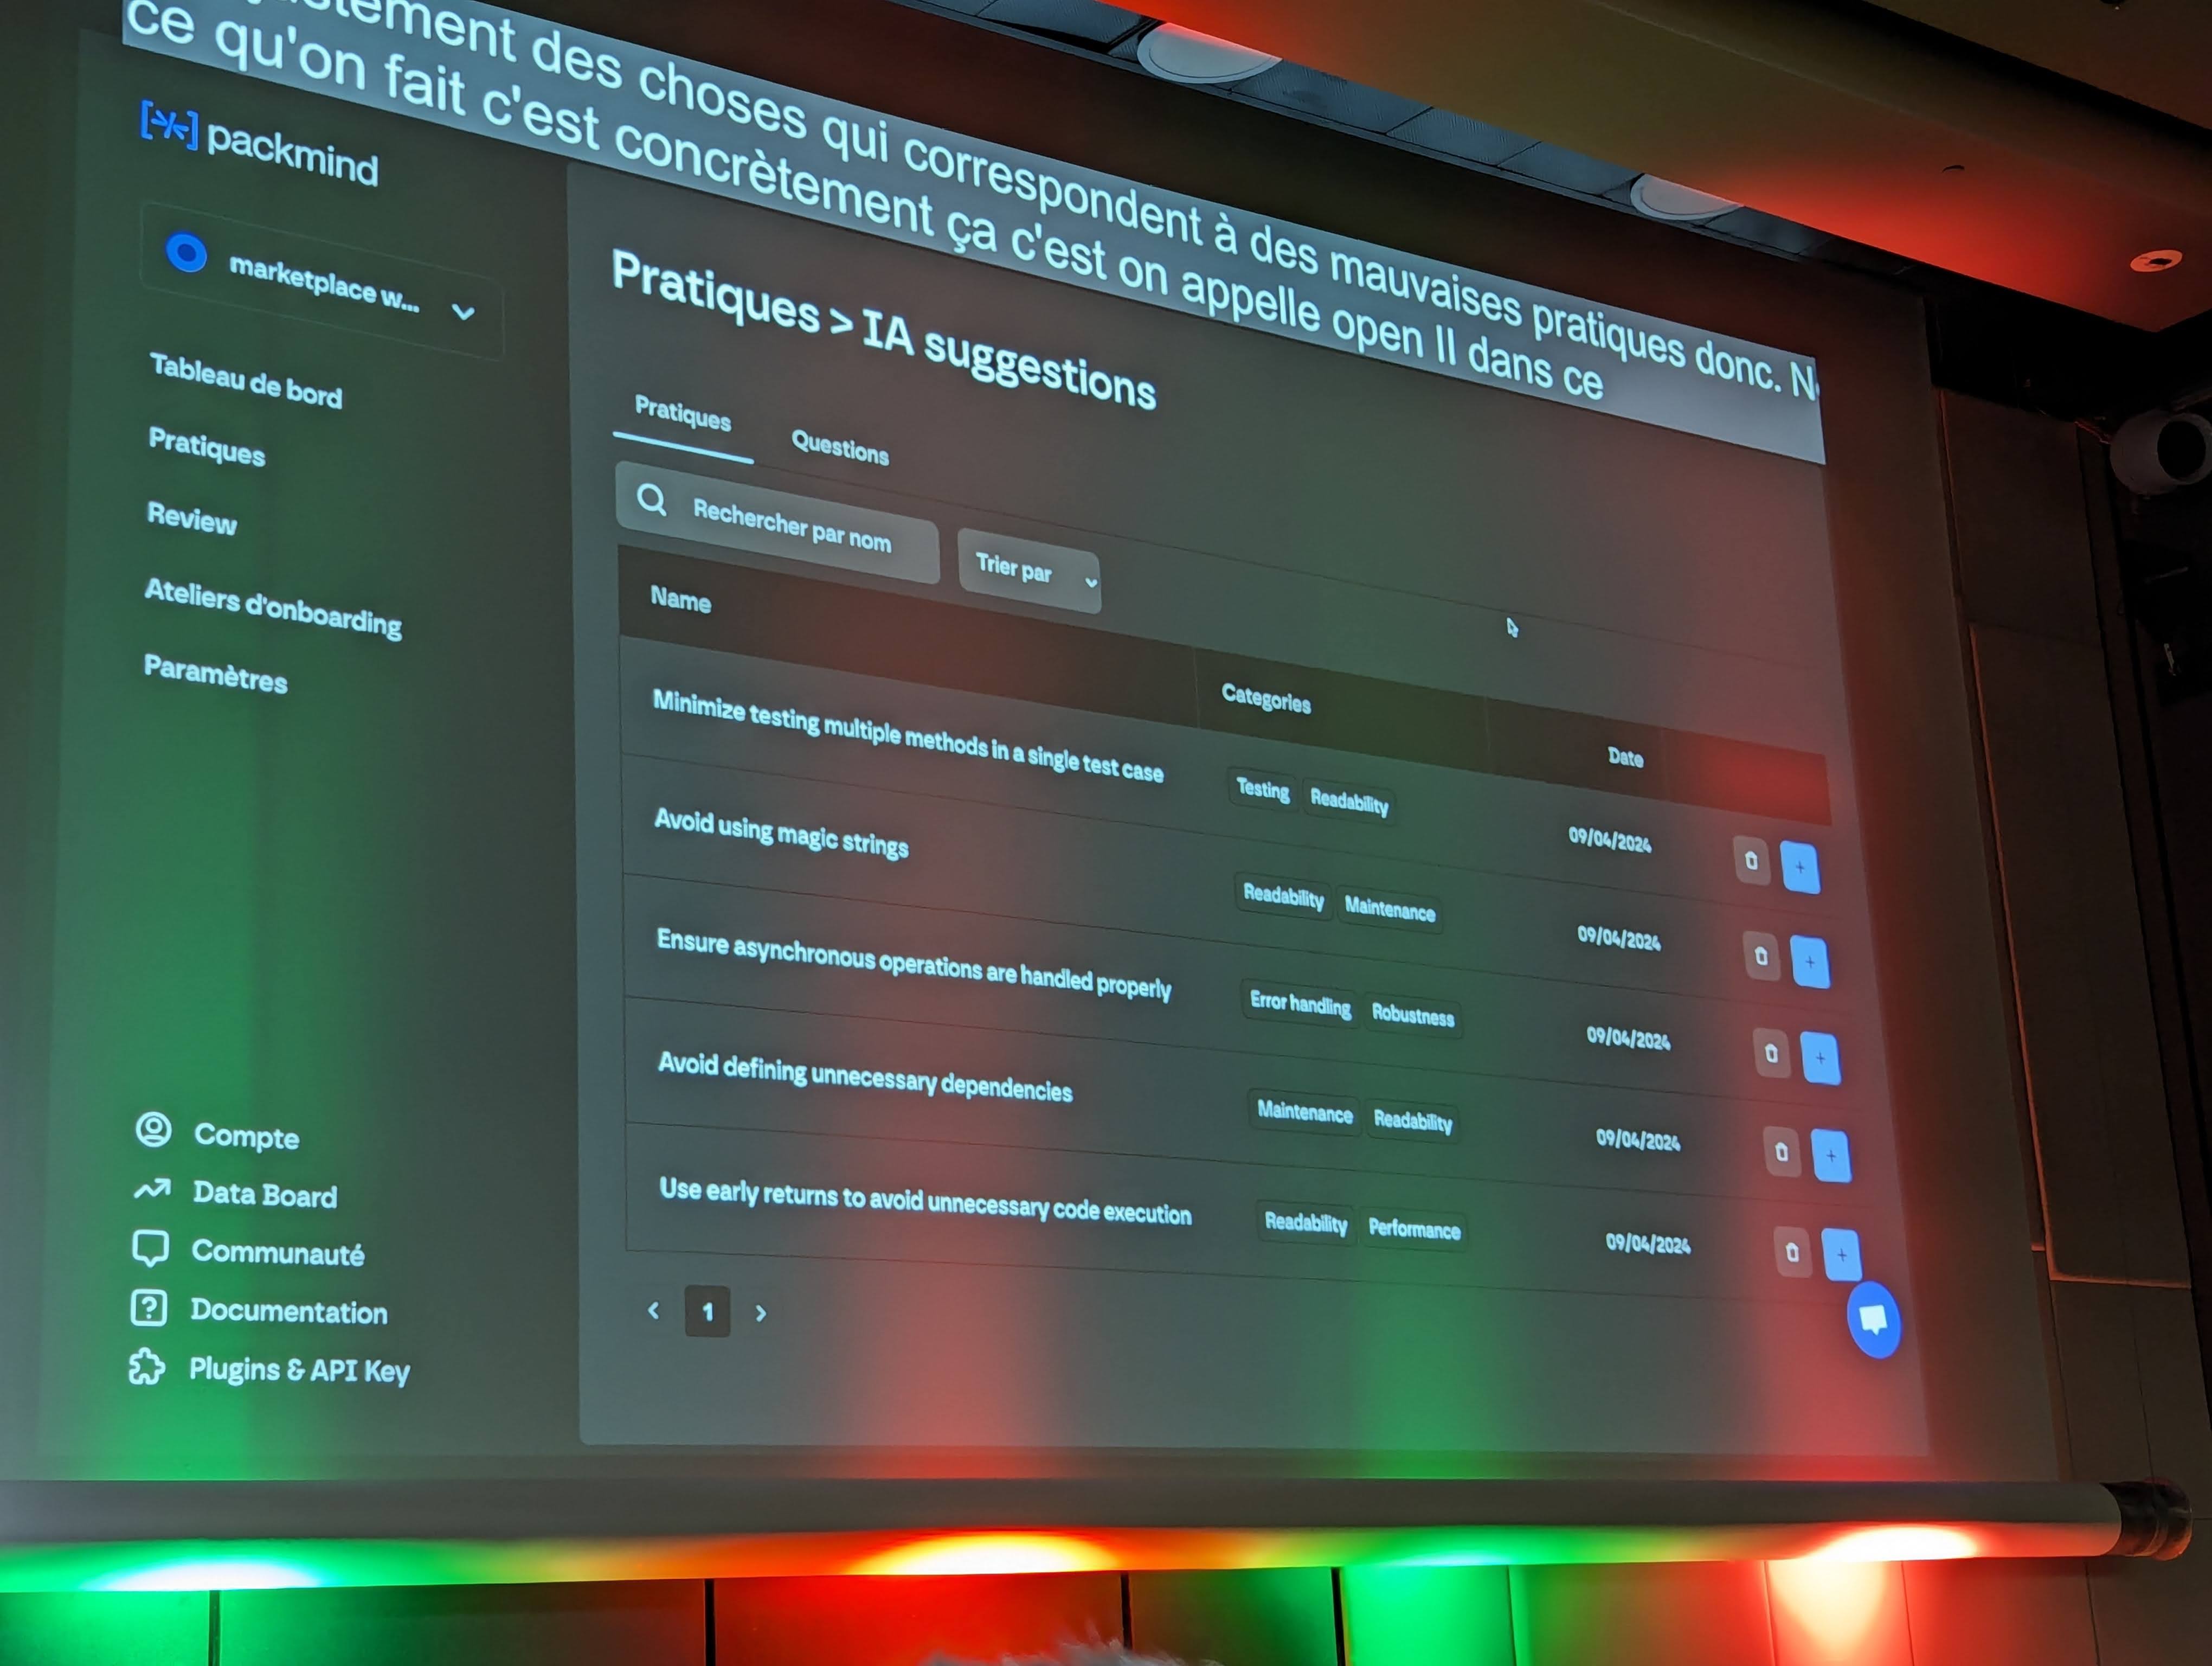 des choses qui correspondent à des mauvaises pratiques donc.
ce qu'on fait c'est concrètement ça c'est on appelle open II dans ce
packmind
marketplace w...
Tableau de bord
Pratiques
Review
Ateliers d'onboarding
Paramètres
Compte
Data Board
Communauté
Documentation
Plugins & API Key
Pratiques > IA suggestions
Pratiques Questions
Rechercher par nom Trier par
Name Categories Date
Minimize testing multiple methods in a single test case Testing Readability 09/04/2024
Avoid using magic strings Readability Maintenance 09/04/2024
Ensure asynchronous operations are handled properly Error handling Robustness 09/04/2024
Avoid defining unnecessary dependencies Maintenance Readability 09/04/2024
Use early returns to avoid unnecessary code execution Readability Performance 09/04/2024
< 1 >